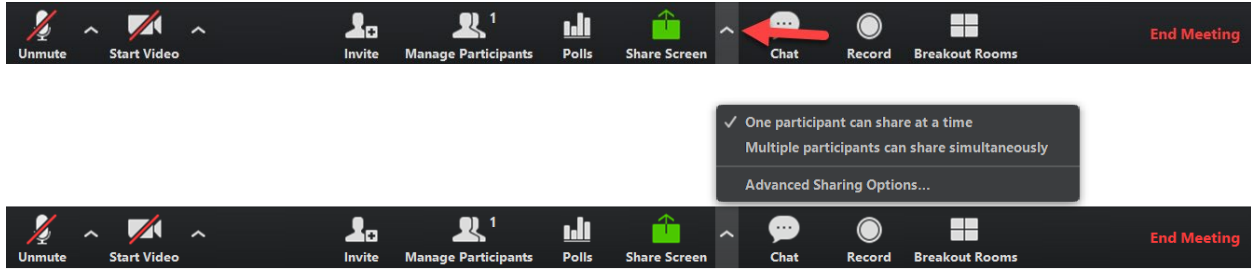 1
Unmute Start Video Invite Manage Participants Polls Share Screen Chat Record Breakout Rooms End Meeting
✓ One participant can share at a time
Multiple participants can share simultaneously
Advanced Sharing Options...
1
Unmute Start Video Invite Manage Participants Polls Share Screen Chat Record Breakout Rooms End Meeting